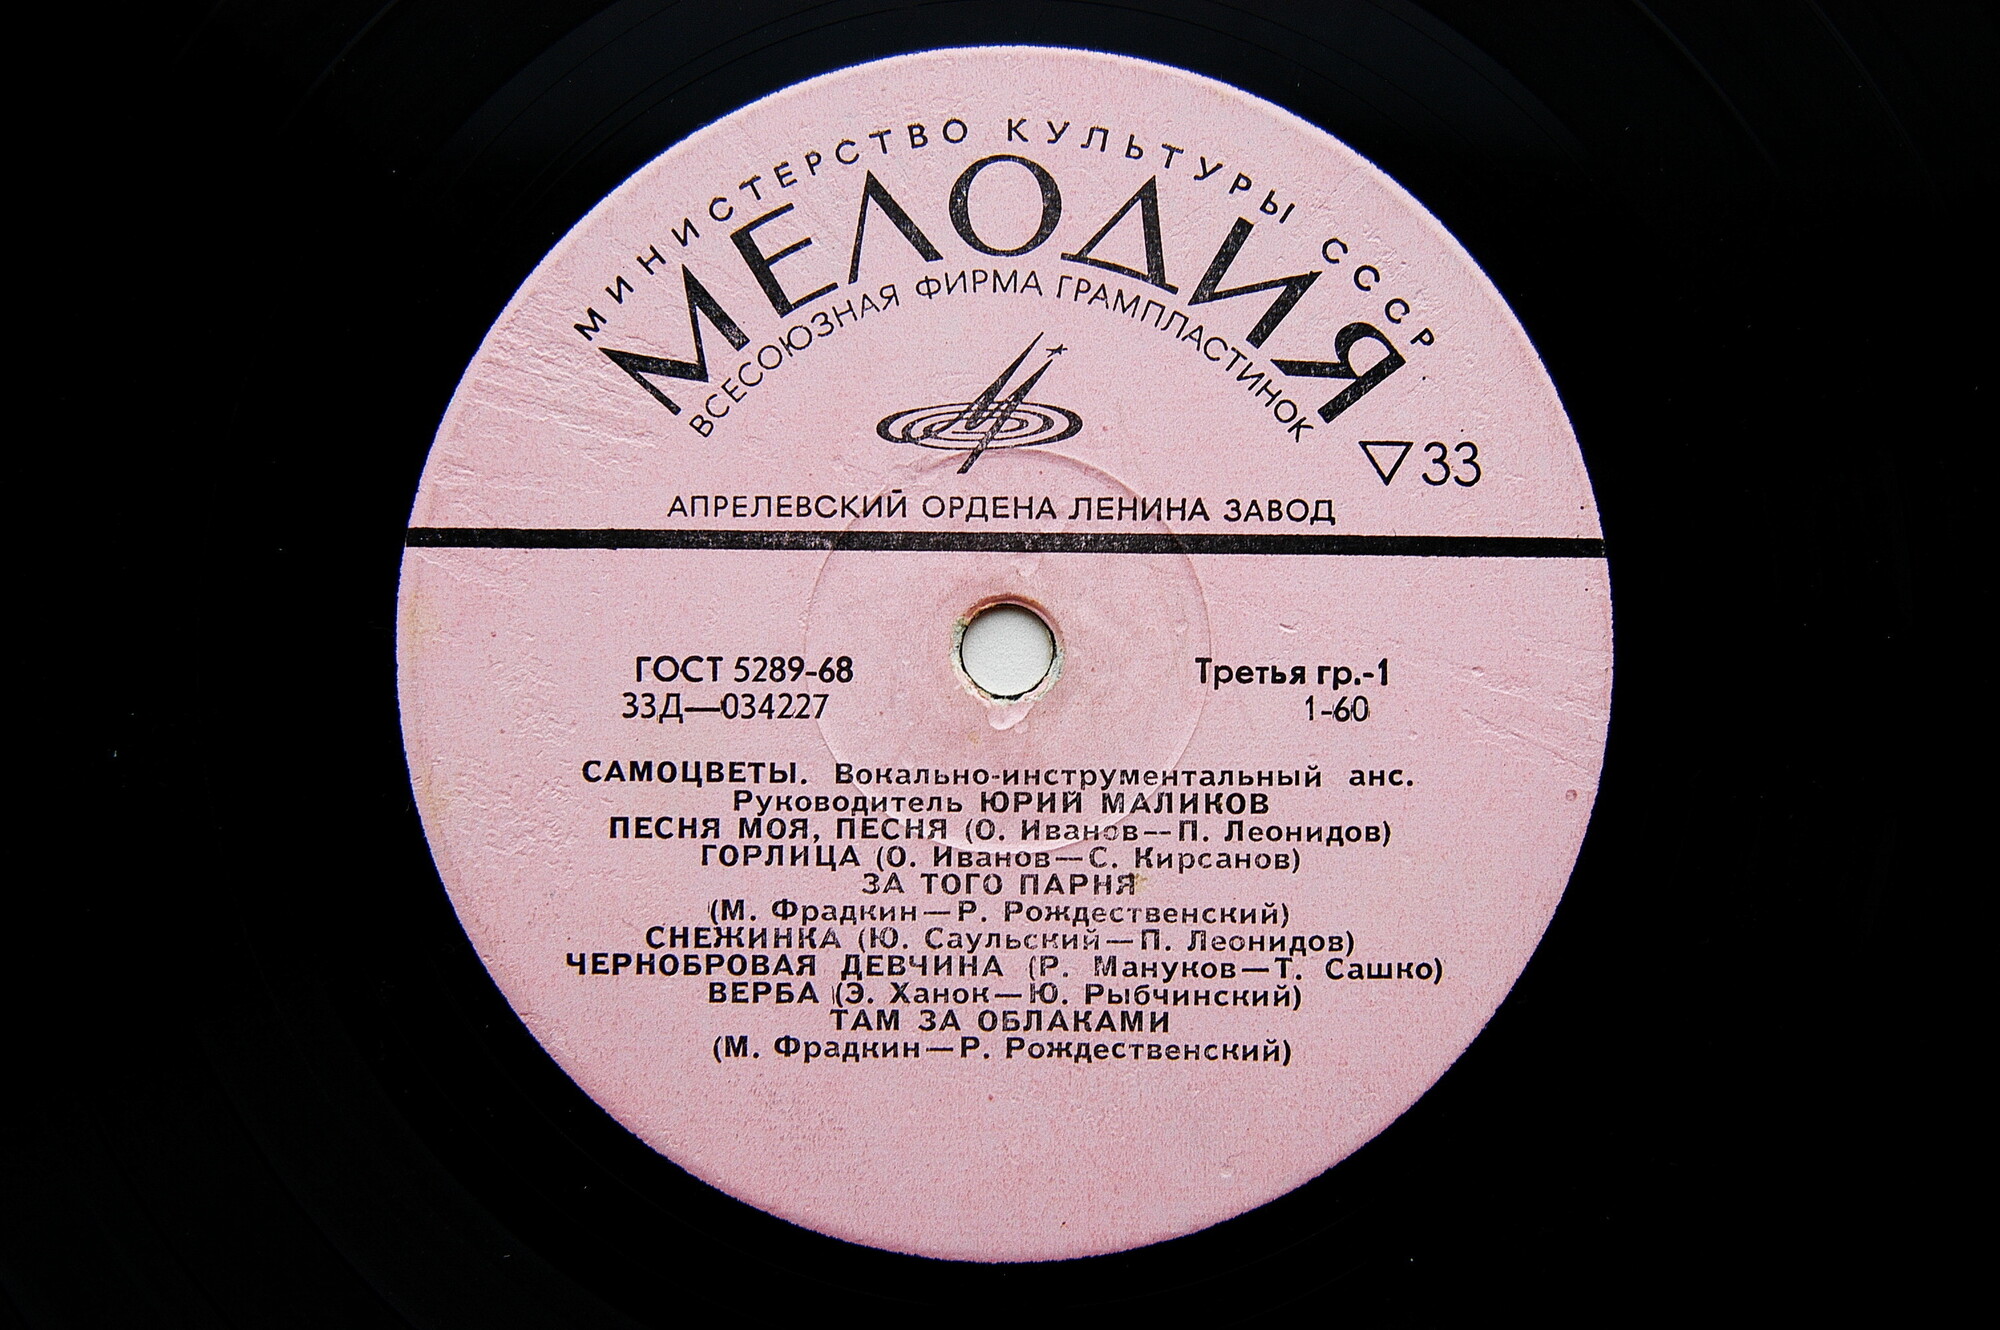 МИНИСТЕРСТВО КУЛЬТУРЫ СССР
МЕЛОДИЯ
ВСЕСОЮЗНАЯ ФИРМА ГРАМПЛАСТИНОК
▽33
АПРЕЛЕВСКИЙ ОРДЕНА ЛЕНИНА ЗАВОД
ГОСТ 5289-68
Третья гр.-1
33Д—034227
1-60
САМОЦВЕТЫ. Вокально-инструментальный анс.
Руководитель ЮРИЙ МАЛИКОВ
ПЕСНЯ МОЯ, ПЕСНЯ (О. Иванов—П. Леонидов)
ГОРЛИЦА (О. Иванов—С. Кирсанов)
ЗА ТОГО ПАРНЯ
(М. Фрадкин—Р. Рождественский)
СНЕЖИНКА (Ю. Саульский—П. Леонидов)
ЧЕРНОБРОВАЯ ДЕВЧИНА (Р. Мануков—Т. Сашко)
ВЕРБА (Э. Ханок—Ю. Рыбчинский)
ТАМ ЗА ОБЛАКАМИ
(М. Фрадкин—Р. Рождественский)